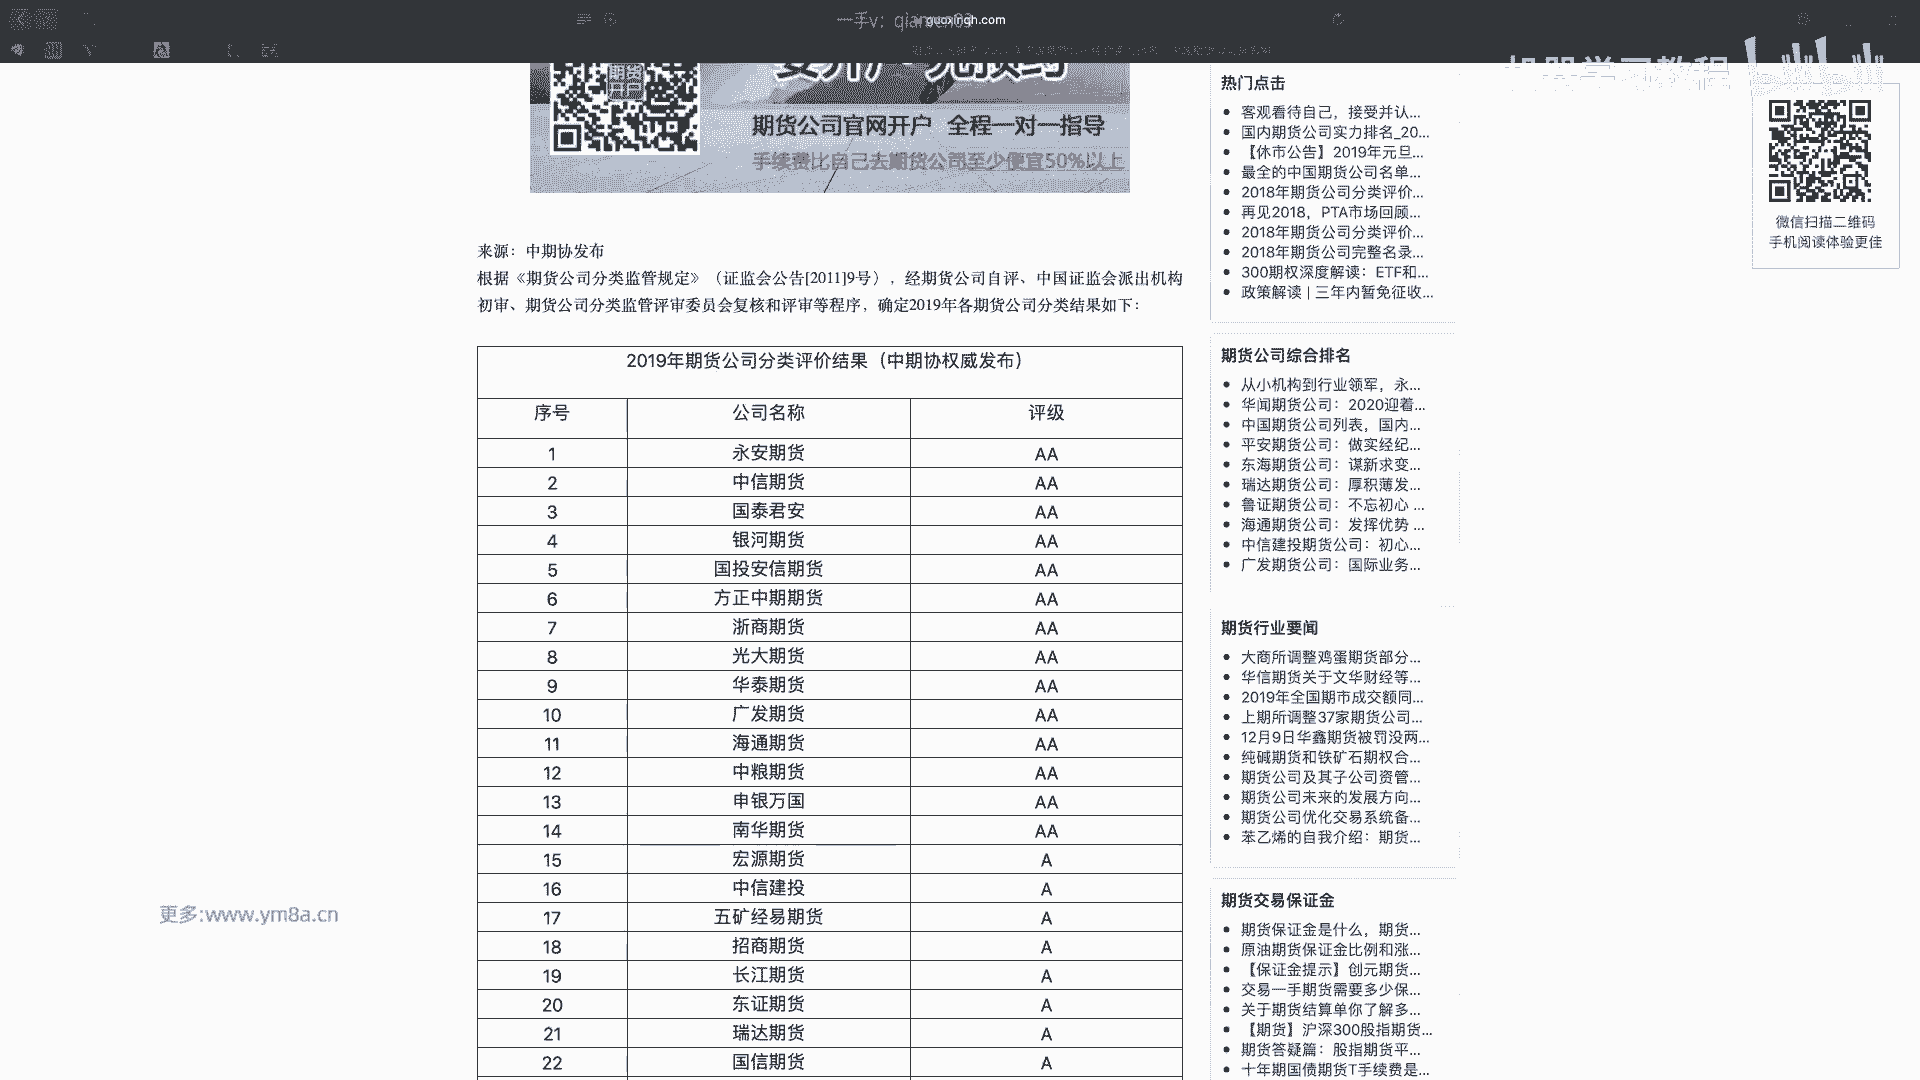 guoxinqh.com
期货公司官网开户 全程一对一指导
手续费比自己去期货公司至少便宜50%以上
来源：中期协发布
根据《期货公司分类监管规定》（证监会公告[2011]9号），经期货公司自评、中国证监会派出机构
初审、期货公司分类监管评审委员会复核和评审等程序，确定2019年各期货公司分类结果如下：
2019年期货公司分类评价结果（中期协权威发布）
序号 公司名称 评级
1 永安期货 AA
2 中信期货 AA
3 国泰君安 AA
4 银河期货 AA
5 国投安信期货 AA
6 方正中期期货 AA
7 浙商期货 AA
8 光大期货 AA
9 华泰期货 AA
10 广发期货 AA
11 海通期货 AA
12 中粮期货 AA
13 申银万国 AA
14 南华期货 AA
15 宏源期货 A
16 中信建投 A
17 五矿经易期货 A
18 招商期货 A
19 长江期货 A
20 东证期货 A
21 瑞达期货 A
22 国信期货 A
热门点击
客观看待自己，接受并认...
国内期货公司实力排名_20...
【休市公告】2019年元旦...
最全的中国期货公司名单...
2018年期货公司分类评价...
再见2018，PTA市场回顾...
2018年期货公司分类评价...
2018年期货公司完整名录...
300期权深度解读：ETF和...
政策解读 | 三年内暂免征收...
期货公司综合排名
从小机构到行业领军，永...
华闻期货公司：2020迎着...
中国期货公司列表，国内...
平安期货公司：做实经纪...
东海期货公司：谋新求变...
瑞达期货公司：厚积薄发...
鲁证期货公司：不忘初心 ...
海通期货公司：发挥优势 ...
中信建投期货公司：初心...
广发期货公司：国际业务...
期货行业要闻
大商所调整鸡蛋期货部分...
华信期货关于文华财经等...
2019年全国期市成交额同...
上期所调整37家期货公司...
12月9日华鑫期货被罚没两...
纯碱期货和铁矿石期权合...
期货公司及其子公司资管...
期货公司未来的发展方向...
期货公司优化交易系统备...
苯乙烯的自我介绍：期货...
期货交易保证金
期货保证金是什么，期货...
原油期货保证金比例和涨...
【保证金提示】创元期货...
交易一手期货需要多少保...
关于期货结算单你了解多...
【期货】沪深300股指期货...
期货答疑篇：股指期货平...
十年期国债期货T手续费是...
微信扫描二维码
手机阅读体验更佳
更多:www.ym8a.cn